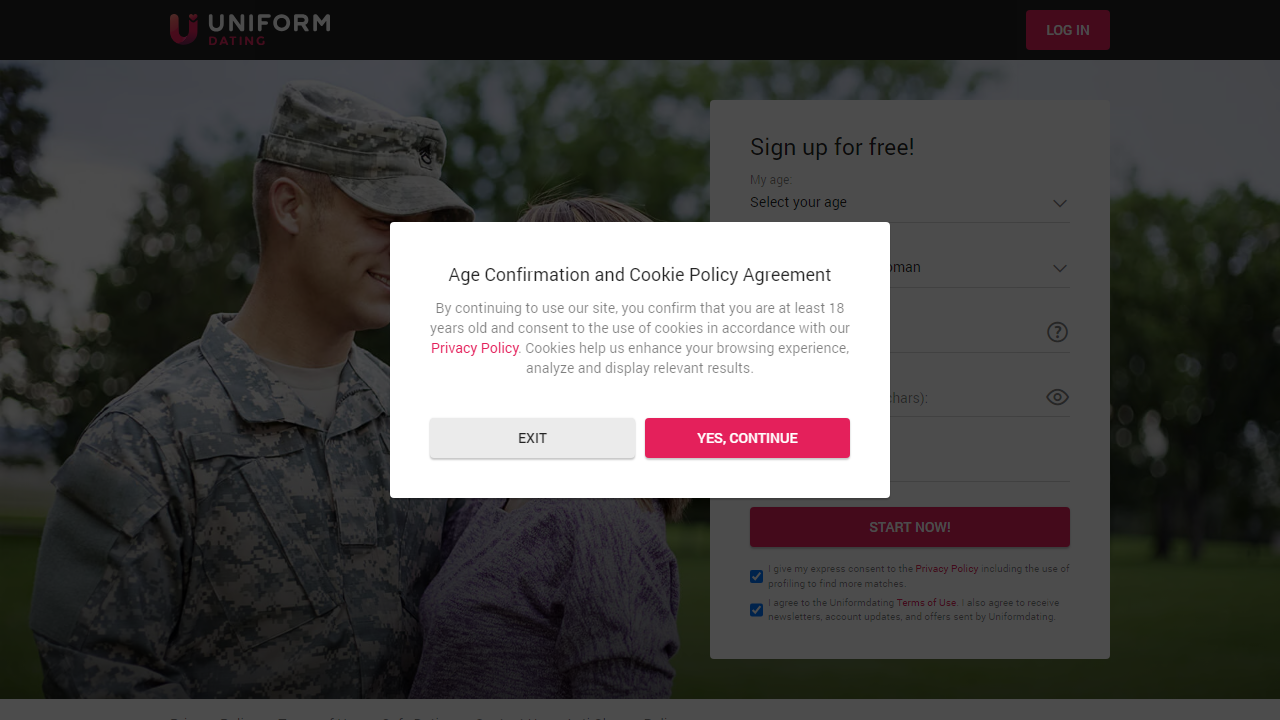 UNIFORM
DATING
LOG IN
Sign up for free!
My age:
Select your age
Age Confirmation and Cookie Policy Agreement
By continuing to use our site, you confirm that you are at least 18
years old and consent to the use of cookies in accordance with our
Privacy Policy. Cookies help us enhance your browsing experience,
analyze and display relevant results.
EXIT
YES, CONTINUE
START NOW!
I give my express consent to the Privacy Policy including the use of
profiling to find more matches.
I agree to the Uniformdating Terms of Use. I also agree to receive
newsletters, account updates, and offers sent by Uniformdating.